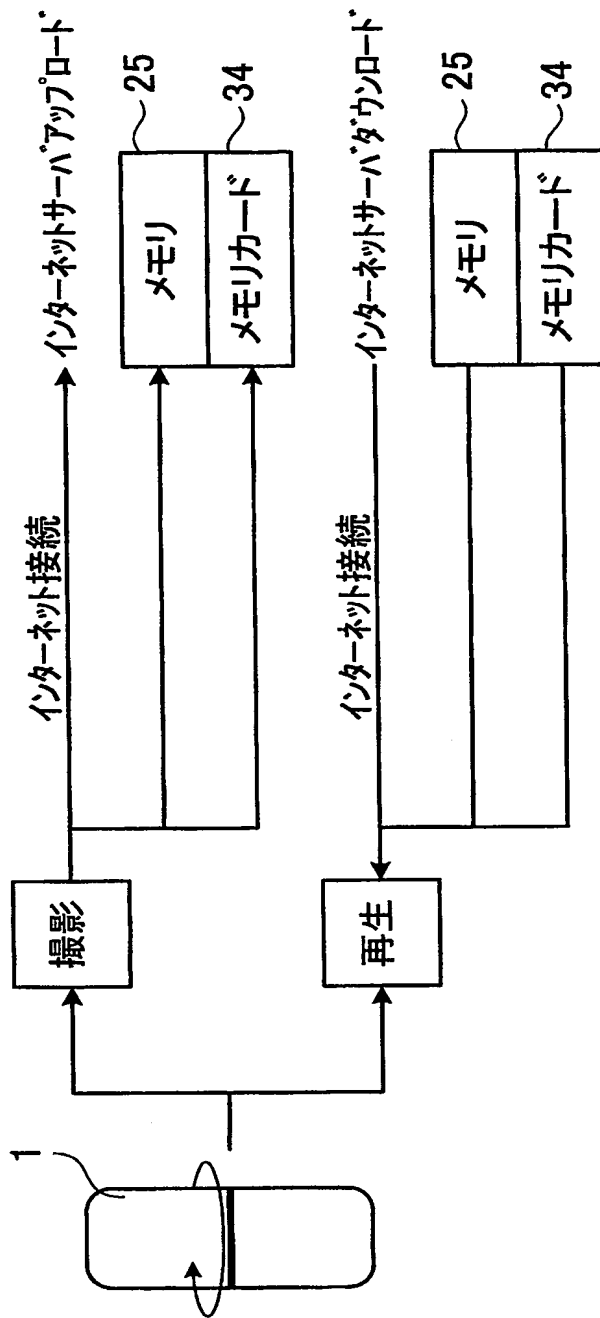 1
撮影
インターネット接続
インターネットサーバアップロード
メモリ
25
メモリカード
34
再生
インターネット接続
インターネットサーバダウンロード
メモリ
25
メモリカード
34